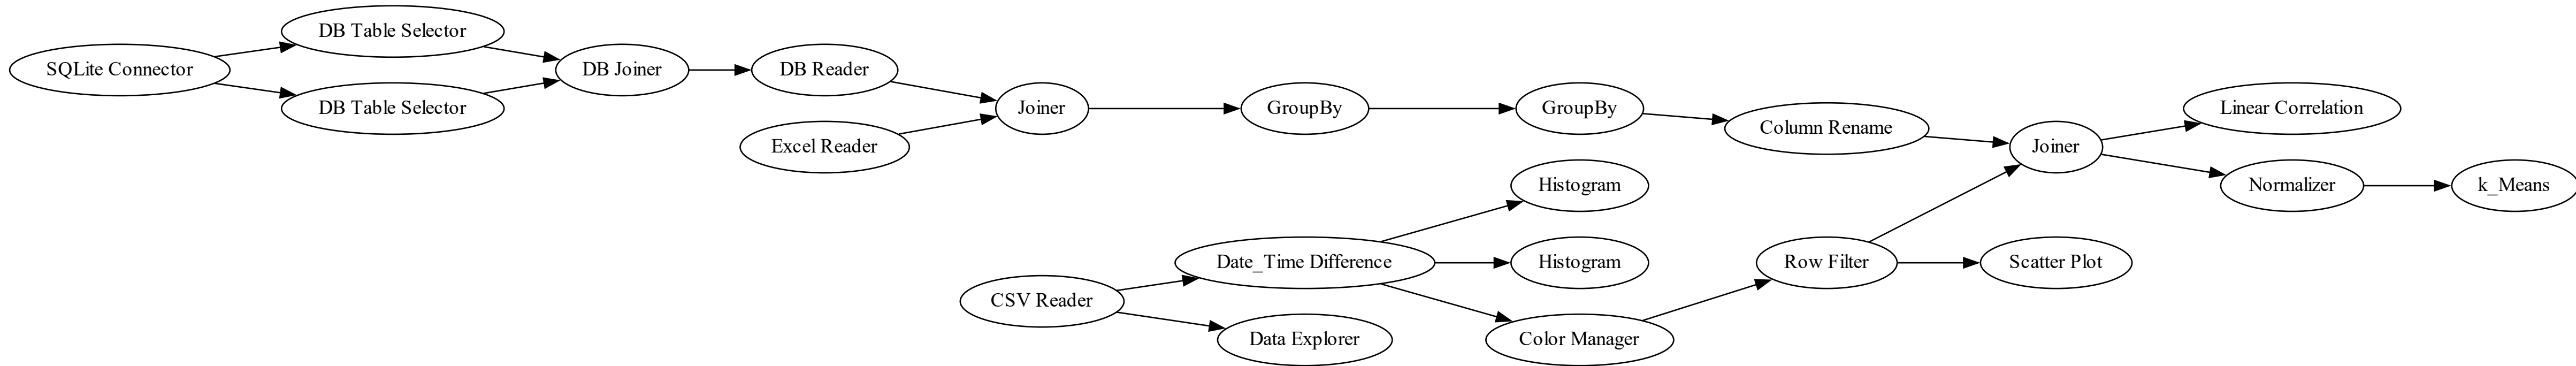 SQLite Connector
DB Table Selector
DB Table Selector
DB Joiner
DB Reader
Excel Reader
Joiner
GroupBy
GroupBy
Column Rename
Joiner
Linear Correlation
Normalizer
k_Means
CSV Reader
Date_Time Difference
Data Explorer
Histogram
Histogram
Color Manager
Row Filter
Scatter Plot